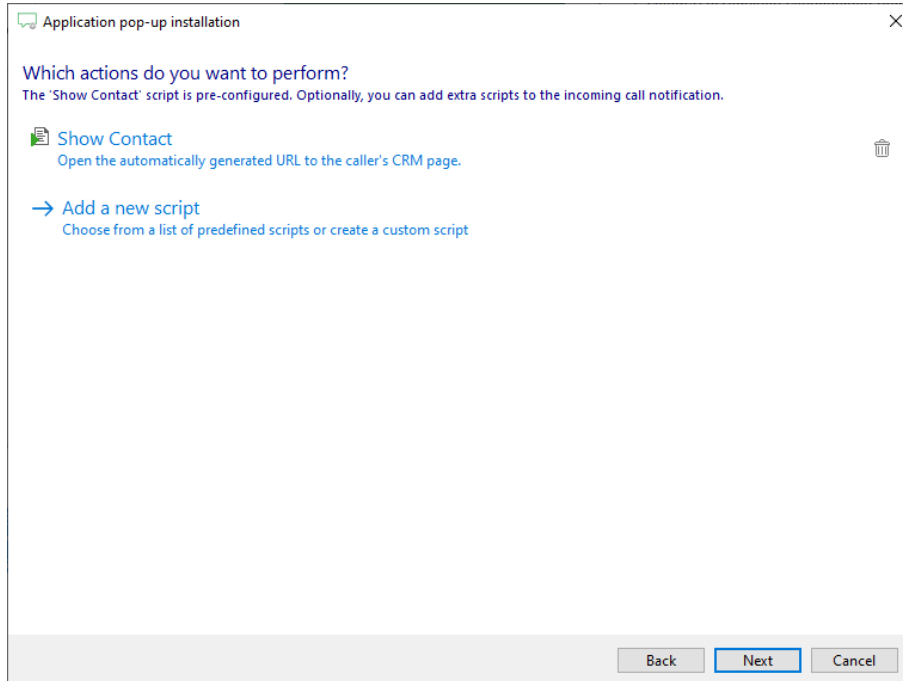 Application pop-up installation
Which actions do you want to perform?
The 'Show Contact' script is pre-configured. Optionally, you can add extra scripts to the incoming call notification.
Show Contact
Open the automatically generated URL to the caller's CRM page.
Add a new script
Choose from a list of predefined scripts or create a custom script
Back Next Cancel